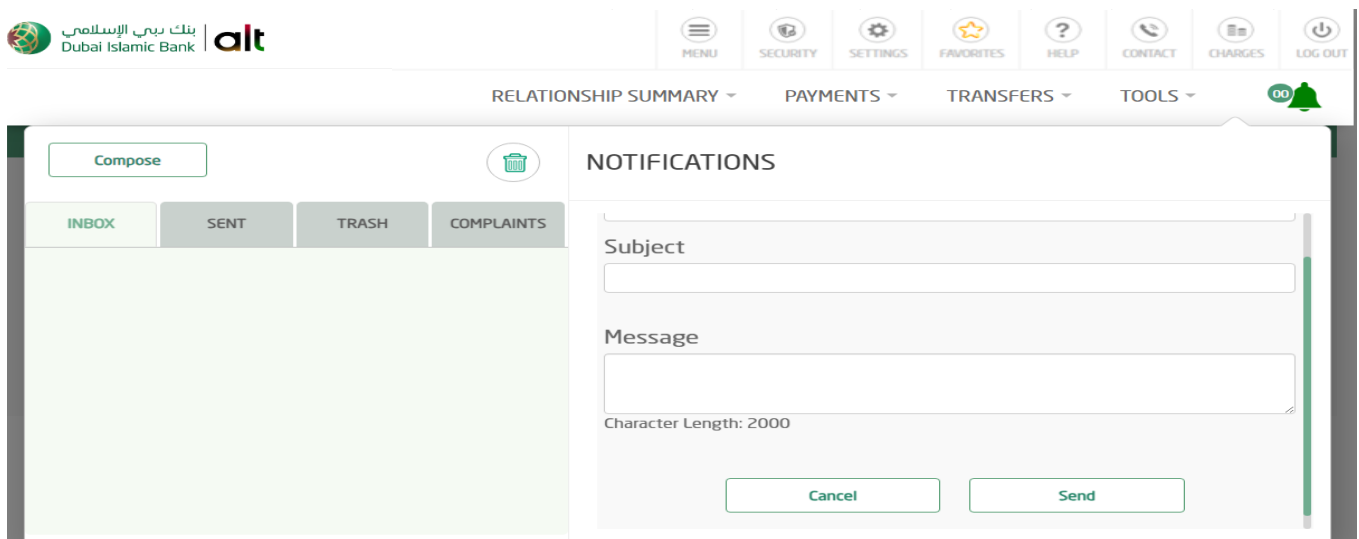 بنك دبي الإسلامي
Dubai Islamic Bank
alt
MENU
SECURITY
SETTINGS
FAVORITES
HELP
CONTACT
CHARGES
LOG OUT
RELATIONSHIP SUMMARY
PAYMENTS
TRANSFERS
TOOLS
00
Compose
NOTIFICATIONS
INBOX
SENT
TRASH
COMPLAINTS
Subject
Message
Character Length: 2000
Cancel
Send